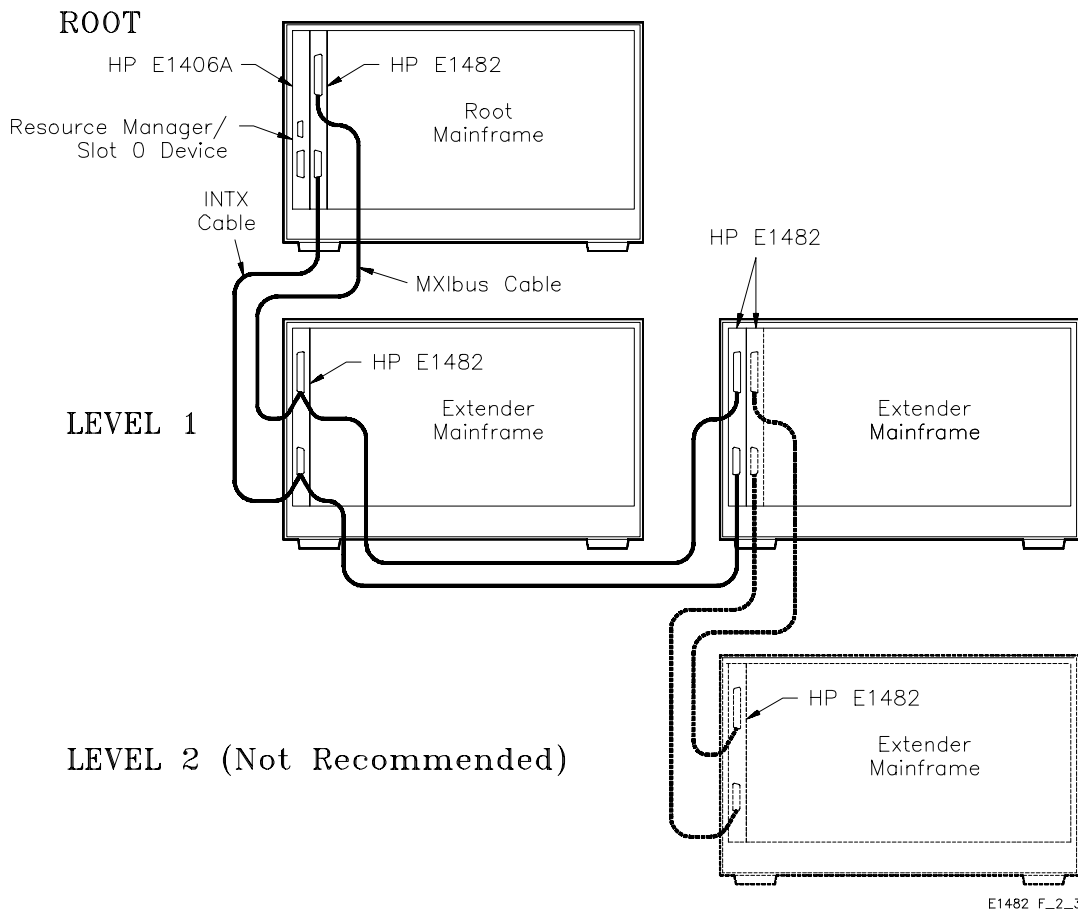 ROOT
HP E1406A
HP E1482
Root
Mainframe
Resource Manager/
Slot 0 Device
INTX
Cable
MXIbus Cable
HP E1482
HP E1482
LEVEL 1
Extender
Mainframe
Extender
Mainframe
HP E1482
LEVEL 2 (Not Recommended)
Extender
Mainframe
E1482 F_2_3